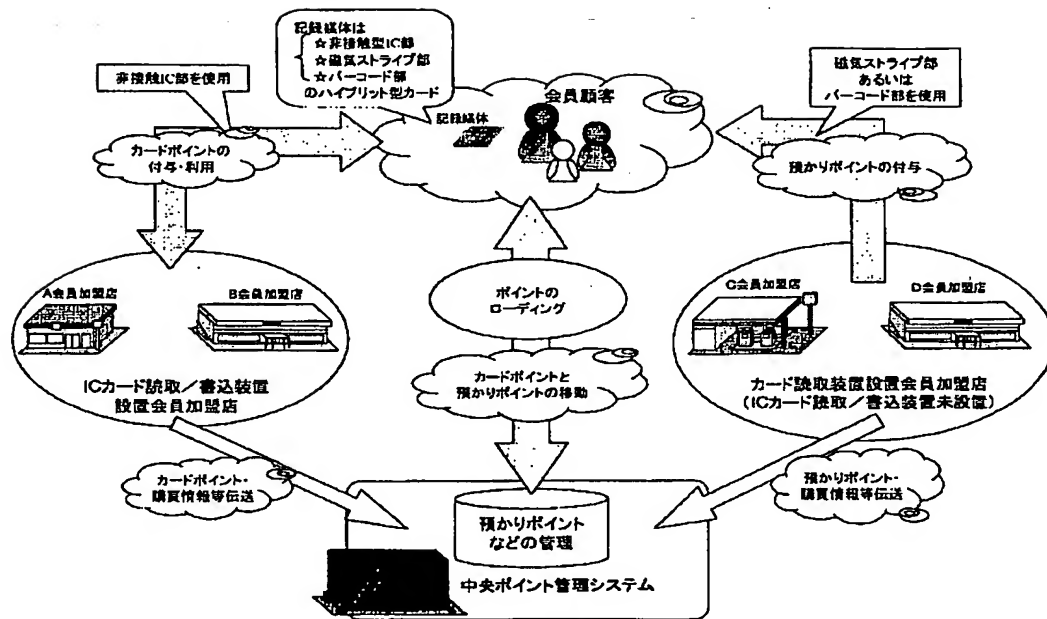 記録媒体は
☆非接触型IC部
☆磁気ストライプ部
☆バーコード部
のハイブリット型カード
非接触IC部を使用
磁気ストライプ部
あるいは
バーコード部を使用
会員顧客
記録媒体
カードポイントの
付与・利用
預かりポイントの付与
A会員加盟店
B会員加盟店
ICカード読取／書込装置
設置会員加盟店
ポイントの
ローディング
C会員加盟店
D会員加盟店
カード読取装置設置会員加盟店
（ICカード読取／書込装置未設置）
カードポイントと
預かりポイントの移動
カードポイント・
購買情報等伝送
預かりポイント・
購買情報等伝送
預かりポイント
などの管理
中央ポイント管理システム